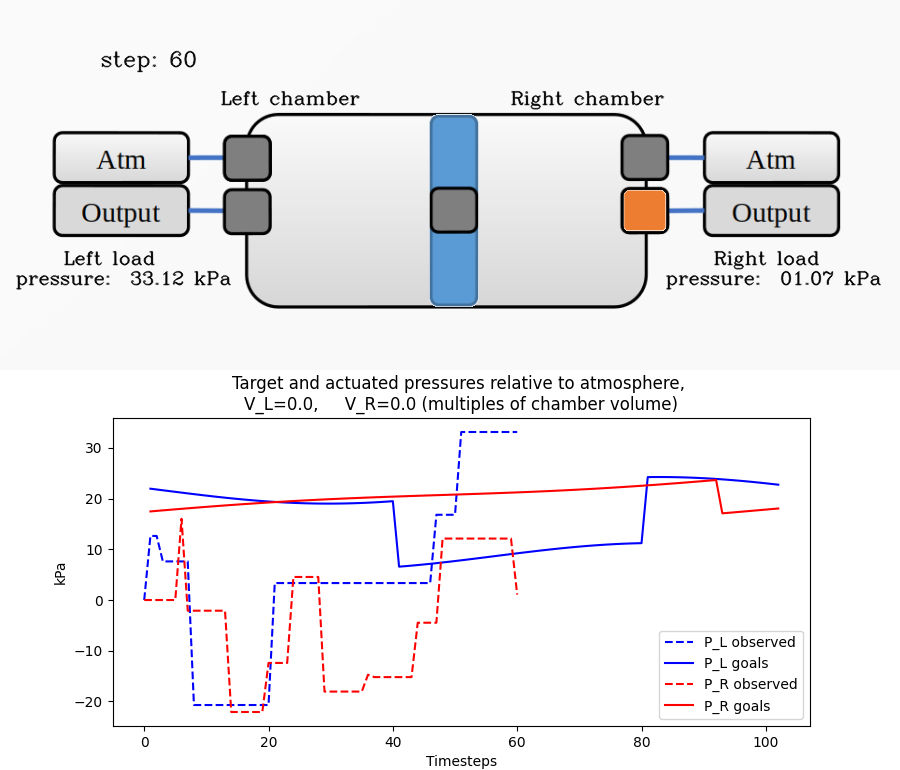 step: 60
Left chamber
Right chamber
Atm
Atm
Output
Output
Left load
pressure: 33.12 kPa
Right load
pressure: 01.07 kPa
Target and actuated pressures relative to atmosphere,
V_L=0.0, V_R=0.0 (multiples of chamber volume)
30
20
10
0
−10
−20
kPa
P_L observed
P_L goals
P_R observed
P_R goals
0 20 40 60 80 100
Timesteps